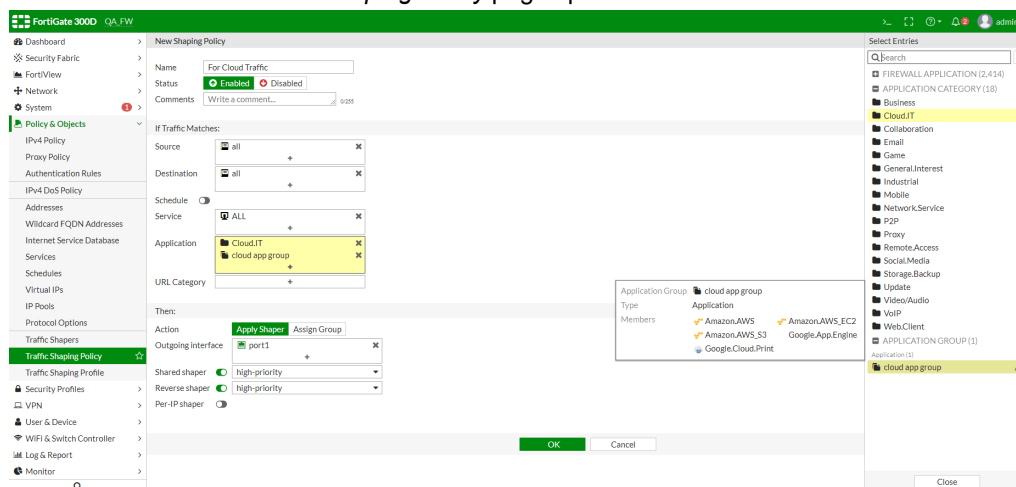 FortiGate 300D QA_FW
>_
2
admin
Dashboard
Security Fabric
FortiView
Network
System 1
Policy & Objects
IPv4 Policy
Proxy Policy
Authentication Rules
IPv4 DoS Policy
Addresses
Wildcard FQDN Addresses
Internet Service Database
Services
Schedules
Virtual IPs
IP Pools
Protocol Options
Traffic Shapers
Traffic Shaping Policy
Traffic Shaping Profile
Security Profiles
VPN
User & Device
WiFi & Switch Controller
Log & Report
Monitor
New Shaping Policy
Name For Cloud Traffic
Status Enabled Disabled
Comments Write a comment... 0/255
If Traffic Matches:
Source all
+
Destination all
+
Schedule
Service ALL
+
Application Cloud.IT
cloud app group
+
URL Category +
Then:
Action Apply Shaper Assign Group
Outgoing interface port1
+
Shared shaper high-priority
Reverse shaper high-priority
Per-IP shaper
OK Cancel
Application Group cloud app group
Type Application
Members Amazon.AWS Amazon.AWS_EC2
Amazon.AWS_S3 Google.App.Engine
Google.Cloud.Print
Select Entries
Search
FIREWALL APPLICATION (2,414)
APPLICATION CATEGORY (18)
Business
Cloud.IT
Collaboration
Email
Game
General.Interest
Industrial
Mobile
Network.Service
P2P
Proxy
Remote.Access
Social.Media
Storage.Backup
Update
Video/Audio
VoIP
Web.Client
APPLICATION GROUP (1)
Application (1)
cloud app group
Close